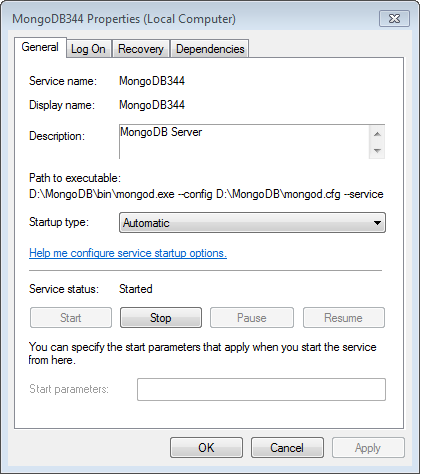 MongoDB344 Properties (Local Computer)
General Log On Recovery Dependencies
Service name: MongoDB344
Display name: MongoDB344
Description: MongoDB Server
Path to executable:
D:\MongoDB\bin\mongod.exe --config D:\MongoDB\mongod.cfg --service
Startup type: Automatic
Help me configure service startup options.
Service status: Started
Start Stop Pause Resume
You can specify the start parameters that apply when you start the service
from here.
Start parameters:
OK Cancel Apply